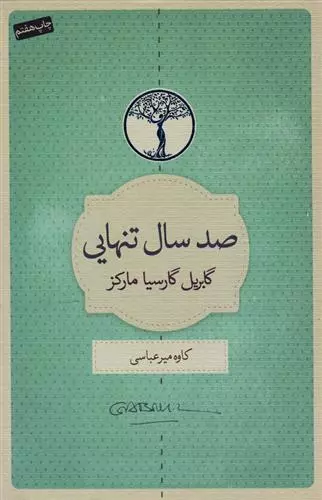 چاپ هفتم
صد سال تنهایی
گابریل گارسیا مارکز
کاوه میرعباسی